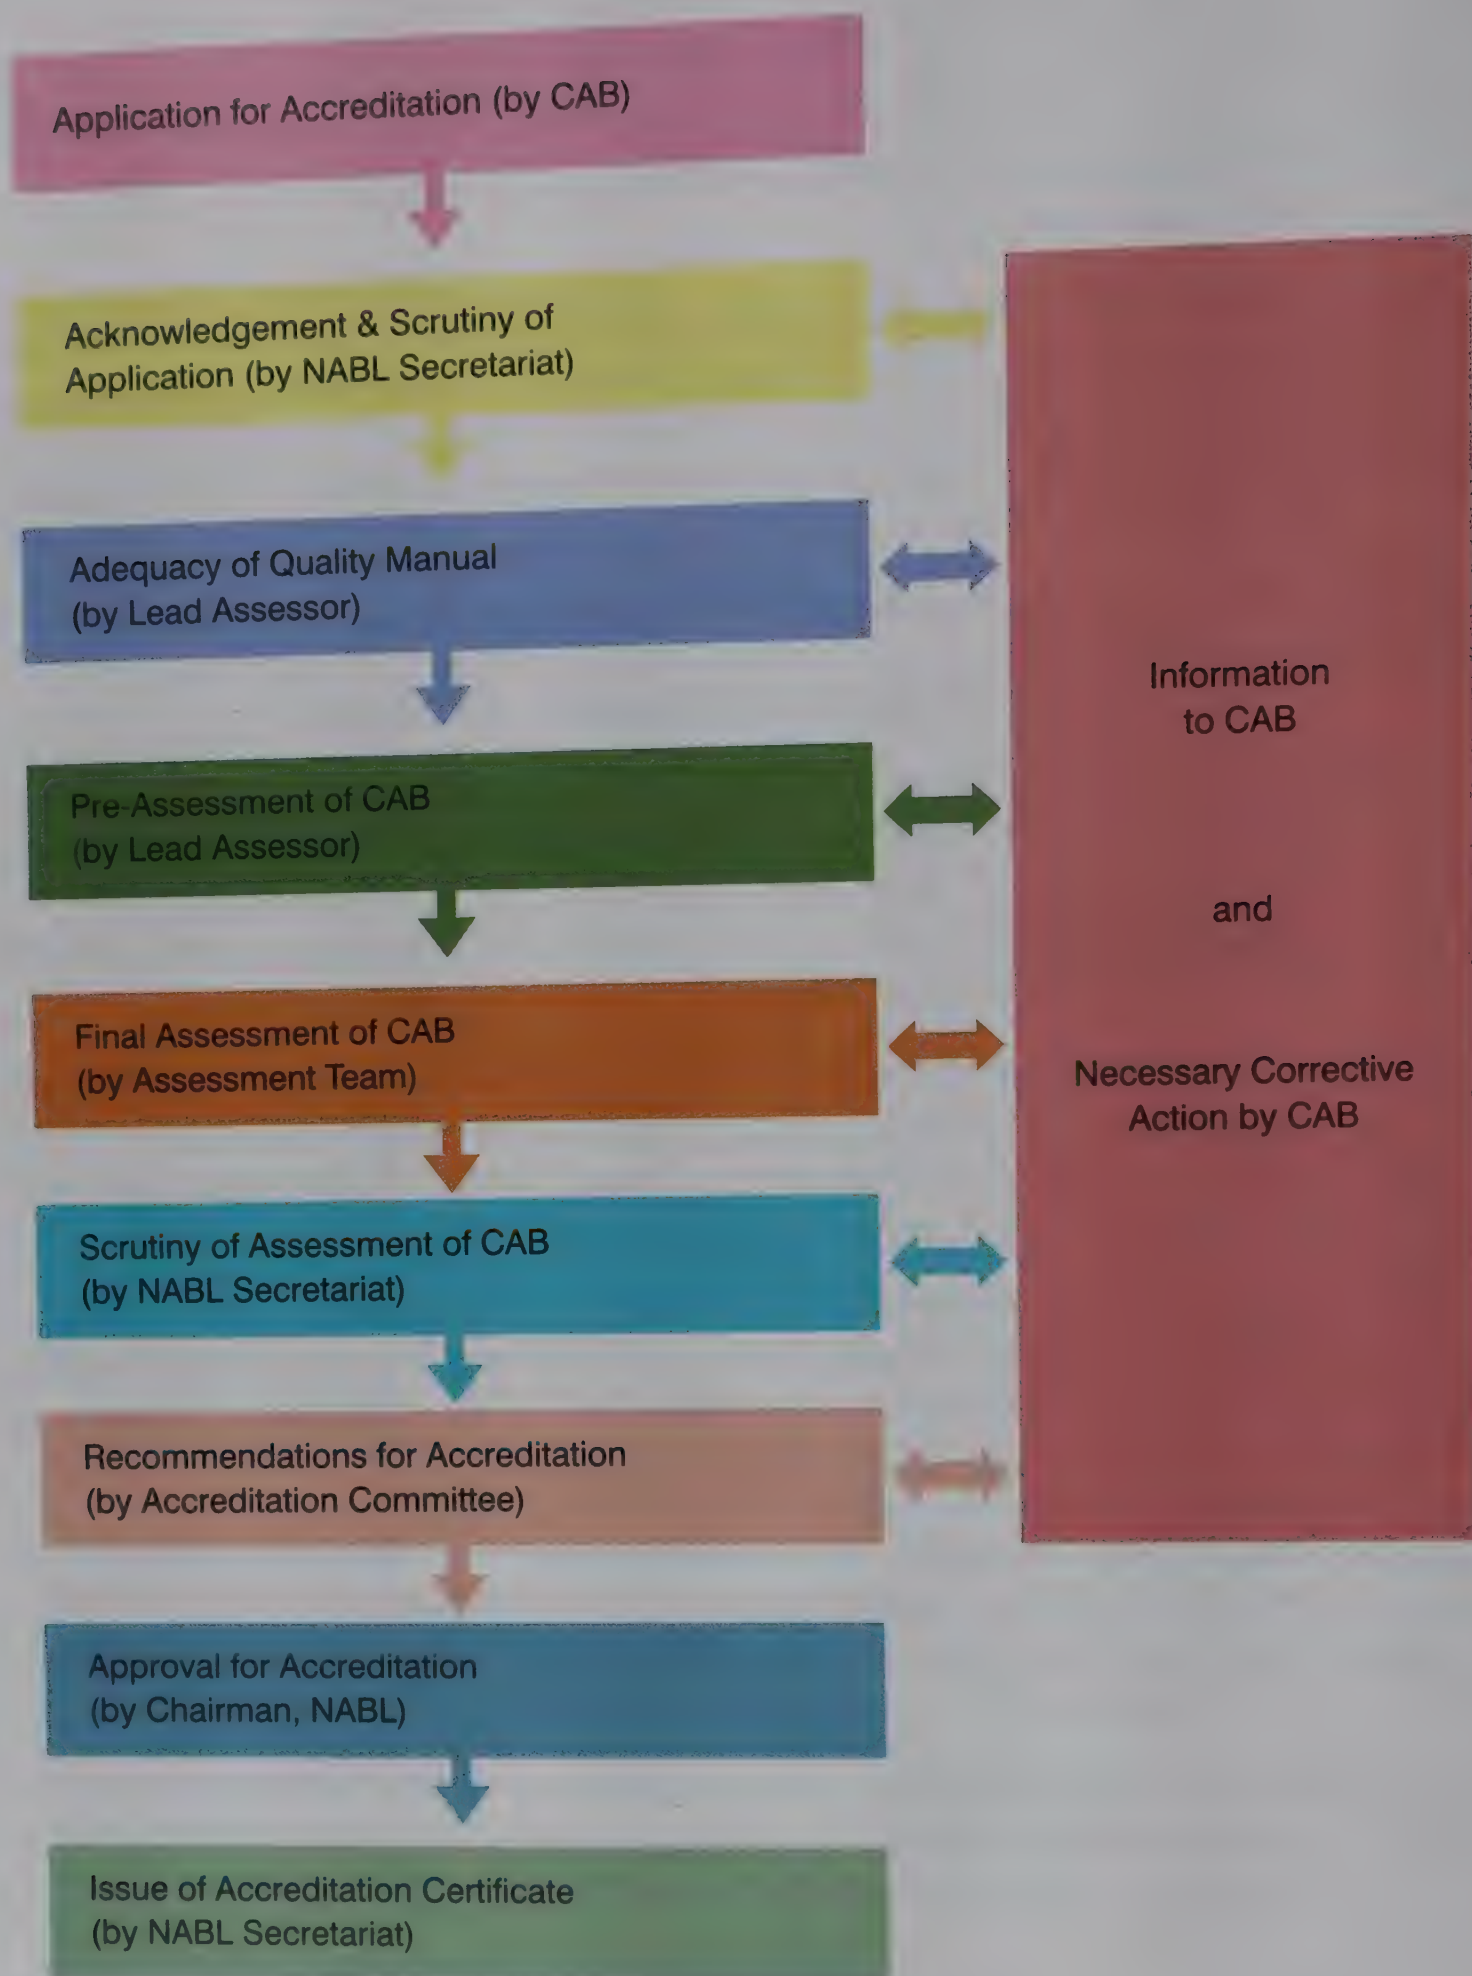 Application for Accreditation (by CAB)
Acknowledgement & Scrutiny of
Application (by NABL Secretariat)
Adequacy of Quality Manual
(by Lead Assessor)
Pre-Assessment of CAB
(by Lead Assessor)
Final Assessment of CAB
(by Assessment Team)
Scrutiny of Assessment of CAB
(by NABL Secretariat)
Recommendations for Accreditation
(by Accreditation Committee)
Approval for Accreditation
(by Chairman, NABL)
Issue of Accreditation Certificate
(by NABL Secretariat)
Information
to CAB
and
Necessary Corrective
Action by CAB